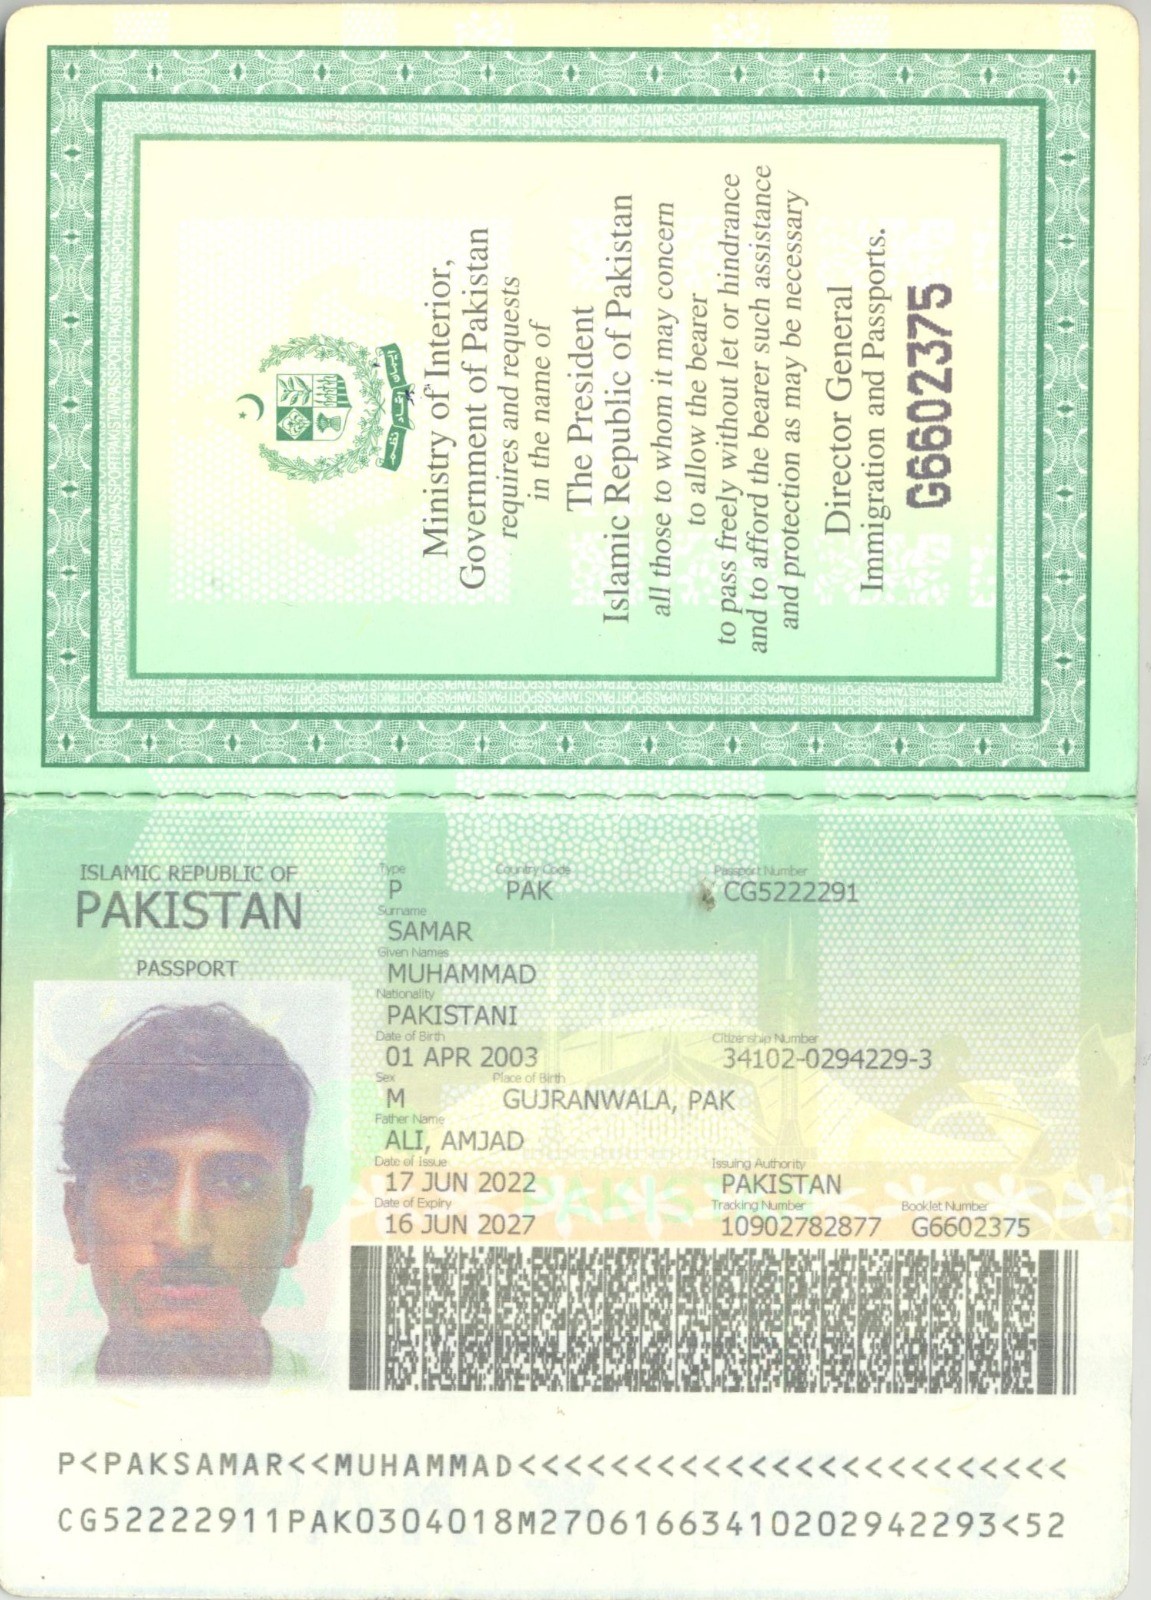 Ministry of Interior,
Government of Pakistan
requires and requests
in the name of
The President
Islamic Republic of Pakistan
all those to whom it may concern
to allow the bearer
to pass freely without let or hindrance
and to afford the bearer such assistance
and protection as may be necessary
Director General
Immigration and Passports.
G6602375
ISLAMIC REPUBLIC OF
PAKISTAN
PASSPORT
Type Country Code Passport Number
P PAK CG5222291
Surname
SAMAR
Given Names
MUHAMMAD
Nationality
PAKISTANI
Date of Birth Citizenship Number
01 APR 2003 34102-0294229-3
Sex Place of Birth
M GUJRANWALA, PAK
Father Name
ALI, AMJAD
Date of Issue Issuing Authority
17 JUN 2022 PAKISTAN
Date of Expiry Tracking Number Booklet Number
16 JUN 2027 10902782877 G6602375
P<PAKSAMAR<<MUHAMMAD<<<<<<<<<<<<<<<<<<<<<<<<
CG52222911PAK0304018M27061663410202942293<52